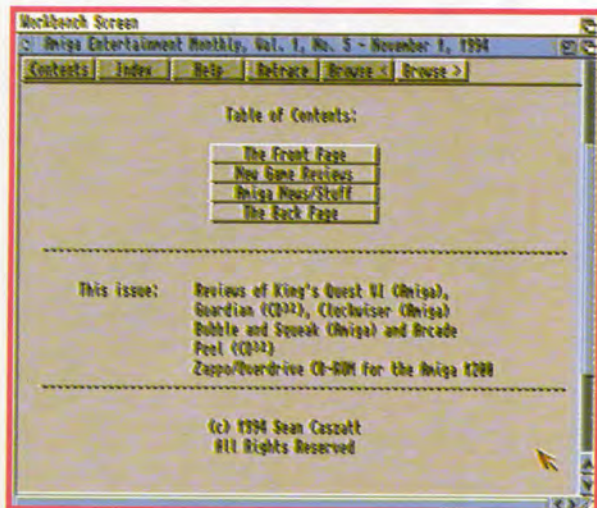 Workbench Screen
Amiga Entertainment Monthly, Vol. 1, No. 5 - November 1, 1994
Contents Index Help Retrace Browse < Browse >
Table of Contents:
The Front Page
New Game Reviews
Amiga News/Stuff
The Back Page
This issue: Reviews of King's Quest VI (Amiga),
Guardian (CD³²), Clockwiser (Amiga)
Bubble and Squeak (Amiga) and Arcade
Pool (CD³²)
Zappo/Overdrive CD-ROM for the Amiga 1200
(c) 1994 Sean Caszatt
All Rights Reserved